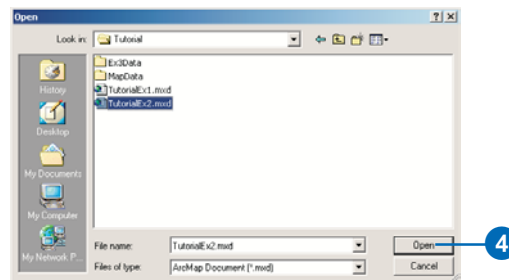 Open
Look in: Tutorial
Ex3Data
MapData
TutorialEx1.mxd
TutorialEx2.mxd
History
Desktop
My Documents
My Computer
My Network P...
File name: TutorialEx2.mxd Open 4
Files of type: ArcMap Document (*.mxd) Cancel